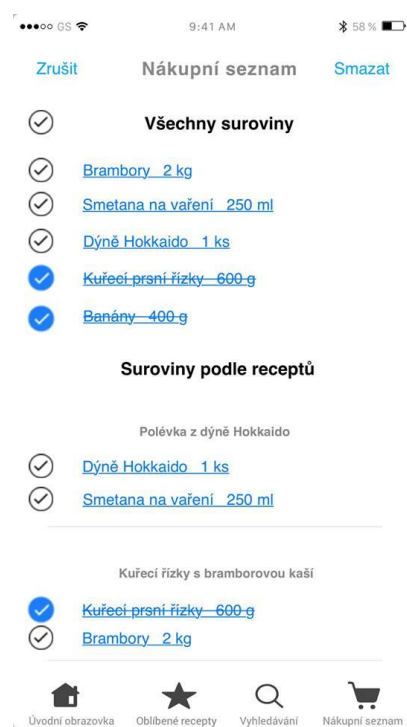 GS 9:41 AM 58 %
Zrušit Nákupní seznam Smazat
Všechny suroviny
Brambory 2 kg
Smetana na vaření 250 ml
Dýně Hokkaido 1 ks
Kuřecí prsní řízky 600 g
Banány 400 g
Suroviny podle receptů
Polévka z dýně Hokkaido
Dýně Hokkaido 1 ks
Smetana na vaření 250 ml
Kuřecí řízky s bramborovou kaší
Kuřecí prsní řízky 600 g
Brambory 2 kg
Úvodní obrazovka Oblíbené recepty Vyhledávání Nákupní seznam